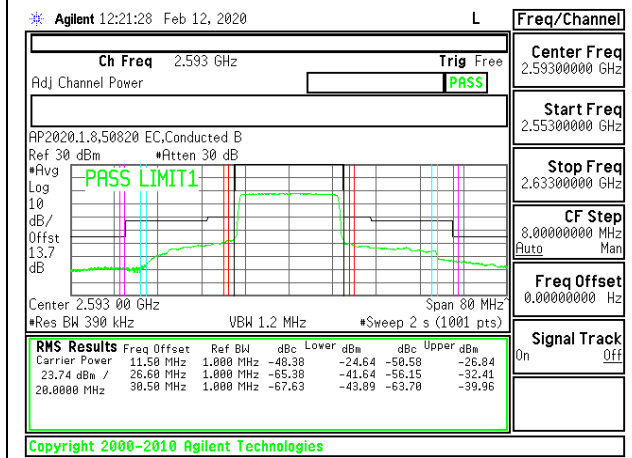 Agilent 12:21:28 Feb 12, 2020 L
Ch Freq 2.593 GHz Trig Free
Adj Channel Power PASS
AP2020.1.8,50820 EC,Conducted B
Ref 30 dBm #Atten 30 dB
#Avg
Log
10
dB/
Offst
13.7
dB
PASS LIMIT1
Center 2.593 00 GHz Span 80 MHz
#Res BW 390 kHz VBW 1.2 MHz #Sweep 2 s (1001 pts)
RMS Results Freq Offset Ref BW dBc Lower dBm dBc Upper dBm
Carrier Power 11.50 MHz 1.000 MHz -48.38 -24.64 -50.58 -26.84
23.74 dBm / 26.60 MHz 1.000 MHz -65.38 -41.64 -56.15 -32.41
20.0000 MHz 30.50 MHz 1.000 MHz -67.63 -43.89 -63.70 -39.96
Copyright 2000-2010 Agilent Technologies
Freq/Channel
Center Freq
2.59300000 GHz
Start Freq
2.55300000 GHz
Stop Freq
2.63300000 GHz
CF Step
8.00000000 MHz
Auto Man
Freq Offset
0.00000000 Hz
Signal Track
On Off